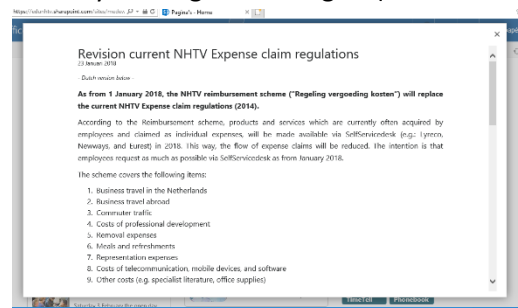 Pagina's - Home
Revision current NHTV Expense claim regulations
23 Januari 2018
- Dutch version below -
As from 1 January 2018, the NHTV reimbursement scheme ("Regeling vergoeding kosten") will replace
the current NHTV Expense claim regulations (2014).
According to the Reimbursement scheme, products and services which are currently often acquired by
employees and claimed as individual expenses, will be made available via SelfServicedesk (e.g.: Lyreco,
Newways, and Eurest) in 2018. This way, the flow of expense claims will be reduced. The intention is that
employees request as much as possible via SelfServicedesk as from January 2018.
The scheme covers the following items:
1. Business travel in the Netherlands
2. Business travel abroad
3. Commuter traffic
4. Costs of professional development
5. Removal expenses
6. Meals and refreshments
7. Representation expenses
8. Costs of telecommunication, mobile devices, and software
9. Other costs (e.g. specialist literature, office supplies)
TimeTell Phonebook